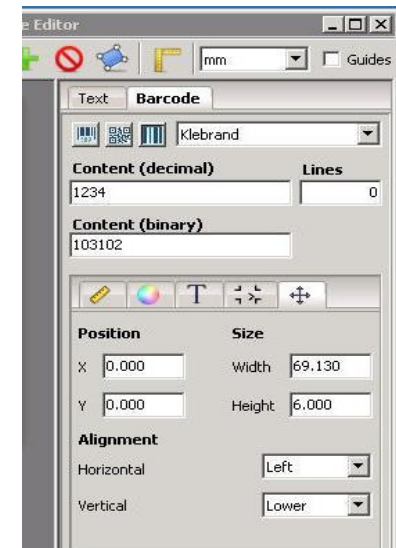 e Editor
mm Guides
Text Barcode
Klebrand
Content (decimal) Lines
1234 0
Content (binary)
103102
T
Position Size
X 0.000 Width 69.130
Y 0.000 Height 6.000
Alignment
Horizontal Left
Vertical Lower